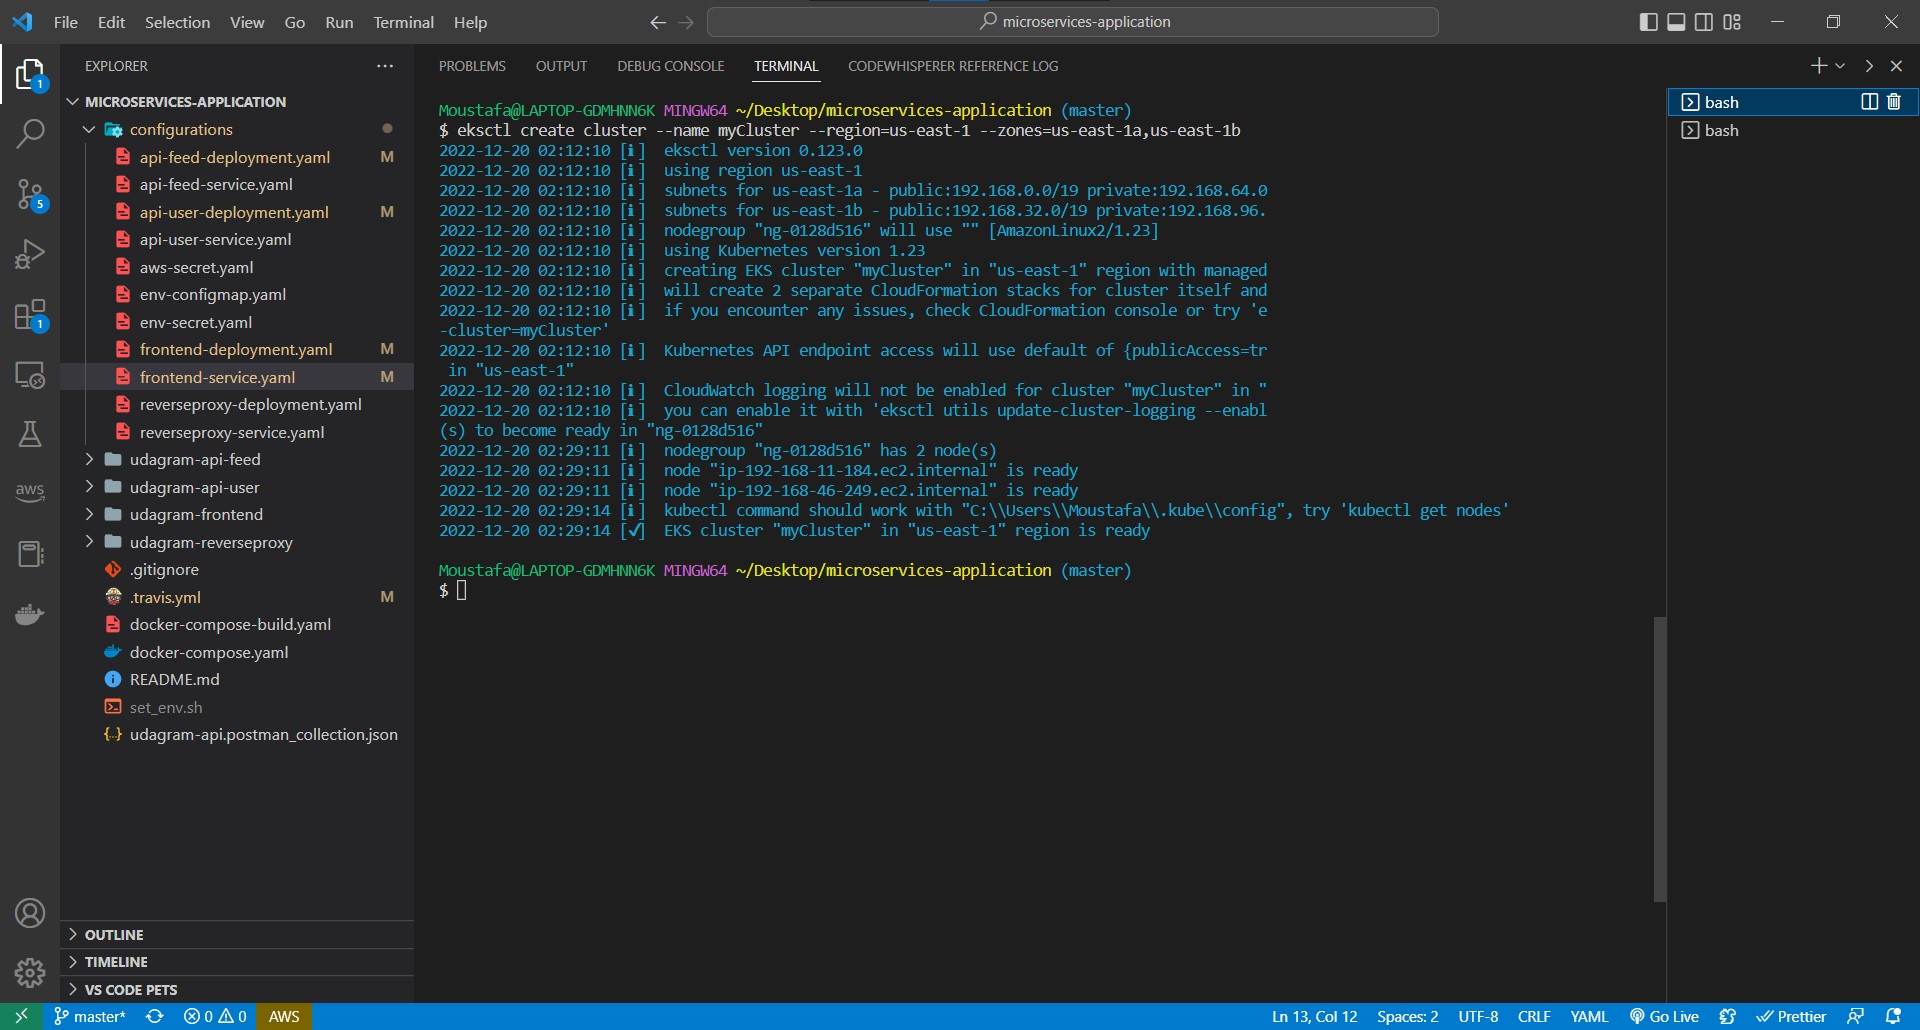 File Edit Selection View Go Run Terminal Help
microservices-application
EXPLORER
MICROSERVICES-APPLICATION
configurations
api-feed-deployment.yaml M
api-feed-service.yaml
api-user-deployment.yaml M
api-user-service.yaml
aws-secret.yaml
env-configmap.yaml
env-secret.yaml
frontend-deployment.yaml M
frontend-service.yaml M
reverseproxy-deployment.yaml
reverseproxy-service.yaml
udagram-api-feed
udagram-api-user
udagram-frontend
udagram-reverseproxy
.gitignore
.travis.yml M
docker-compose-build.yaml
docker-compose.yaml
README.md
set_env.sh
udagram-api.postman_collection.json
OUTLINE
TIMELINE
VS CODE PETS
1
5
1
aws
PROBLEMS OUTPUT DEBUG CONSOLE TERMINAL CODEWHISPERER REFERENCE LOG
Moustafa@LAPTOP-GDMHNN6K MINGW64 ~/Desktop/microservices-application (master)
$ eksctl create cluster --name myCluster --region=us-east-1 --zones=us-east-1a,us-east-1b
2022-12-20 02:12:10 [ℹ]  eksctl version 0.123.0
2022-12-20 02:12:10 [ℹ]  using region us-east-1
2022-12-20 02:12:10 [ℹ]  subnets for us-east-1a - public:192.168.0.0/19 private:192.168.64.0
2022-12-20 02:12:10 [ℹ]  subnets for us-east-1b - public:192.168.32.0/19 private:192.168.96.
2022-12-20 02:12:10 [ℹ]  nodegroup "ng-0128d516" will use "" [AmazonLinux2/1.23]
2022-12-20 02:12:10 [ℹ]  using Kubernetes version 1.23
2022-12-20 02:12:10 [ℹ]  creating EKS cluster "myCluster" in "us-east-1" region with managed
2022-12-20 02:12:10 [ℹ]  will create 2 separate CloudFormation stacks for cluster itself and
2022-12-20 02:12:10 [ℹ]  if you encounter any issues, check CloudFormation console or try 'e
-cluster=myCluster'
2022-12-20 02:12:10 [ℹ]  Kubernetes API endpoint access will use default of {publicAccess=tr
in "us-east-1"
2022-12-20 02:12:10 [ℹ]  CloudWatch logging will not be enabled for cluster "myCluster" in "
2022-12-20 02:12:10 [ℹ]  you can enable it with 'eksctl utils update-cluster-logging --enabl
(s) to become ready in "ng-0128d516"
2022-12-20 02:29:11 [ℹ]  nodegroup "ng-0128d516" has 2 node(s)
2022-12-20 02:29:11 [ℹ]  node "ip-192-168-11-184.ec2.internal" is ready
2022-12-20 02:29:11 [ℹ]  node "ip-192-168-46-249.ec2.internal" is ready
2022-12-20 02:29:14 [ℹ]  kubectl command should work with "C:\\Users\\Moustafa\\.kube\\config", try 'kubectl get nodes'
2022-12-20 02:29:14 [✔]  EKS cluster "myCluster" in "us-east-1" region is ready
Moustafa@LAPTOP-GDMHNN6K MINGW64 ~/Desktop/microservices-application (master)
$
bash
bash
master* 0 0 AWS Ln 13, Col 12 Spaces: 2 UTF-8 CRLF YAML Go Live Prettier